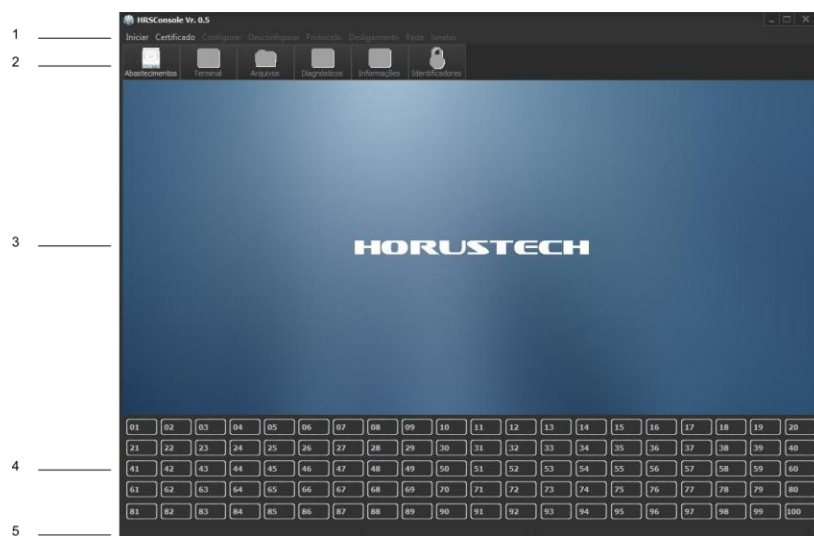 HRSConsole Vr. 0.5
1
Iniciar Certificado Configurar Desconfigurar Protocolo Desligamento Rede Janelas
2
Abastecimentos Terminal Arquivos Diagnósticos Informações Identificadores
3
HORUSTECH
01 02 03 04 05 06 07 08 09 10 11 12 13 14 15 16 17 18 19 20
21 22 23 24 25 26 27 28 29 30 31 32 33 34 35 36 37 38 39 40
4
41 42 43 44 45 46 47 48 49 50 51 52 53 54 55 56 57 58 59 60
61 62 63 64 65 66 67 68 69 70 71 72 73 74 75 76 77 78 79 80
81 82 83 84 85 86 87 88 89 90 91 92 93 94 95 96 97 98 99 100
5